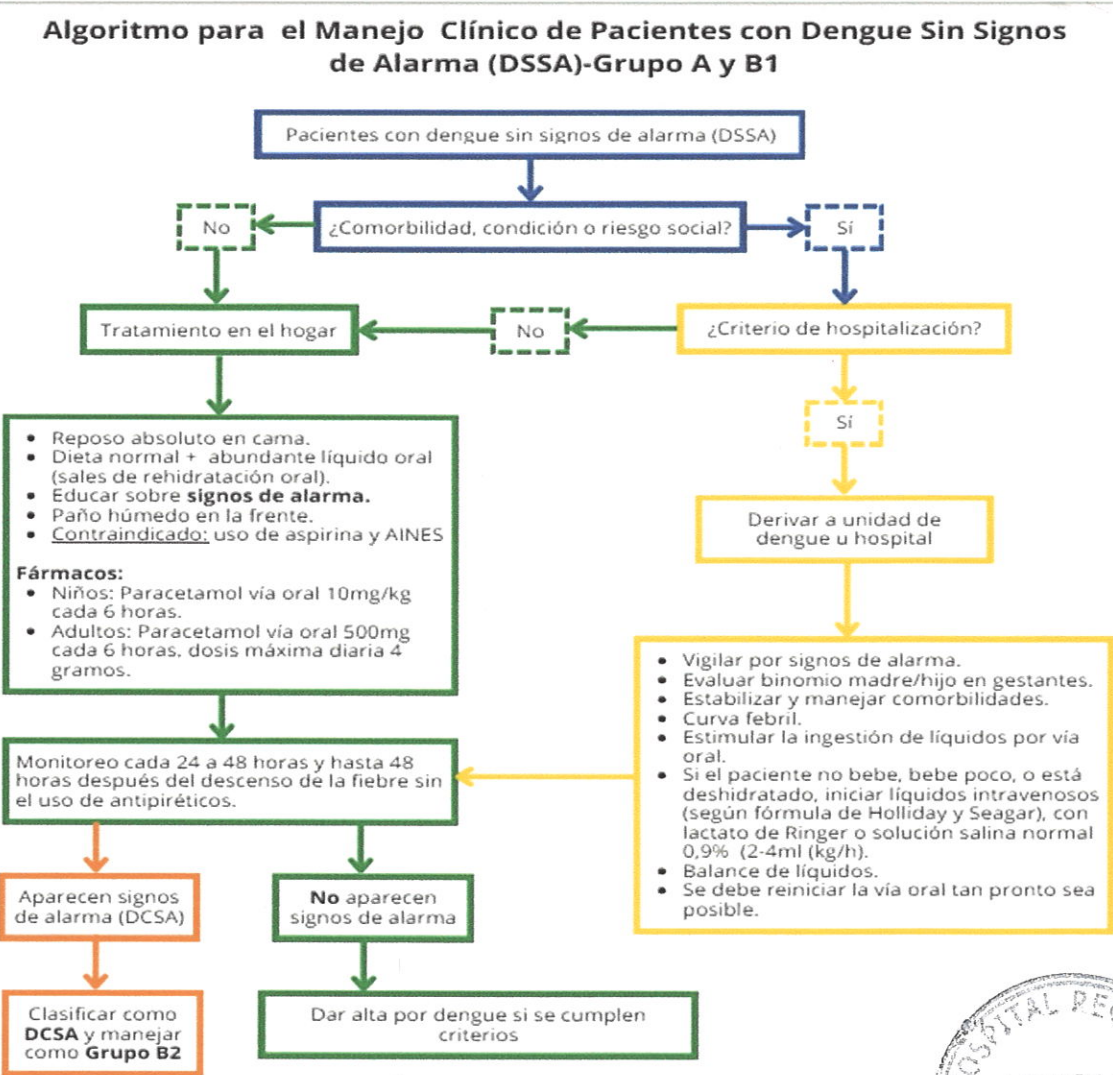 Algoritmo para el Manejo Clínico de Pacientes con Dengue Sin Signos
de Alarma (DSSA)-Grupo A y B1
Pacientes con dengue sin signos de alarma (DSSA)
No
¿Comorbilidad, condición o riesgo social?
Sí
Tratamiento en el hogar
No
¿Criterio de hospitalización?
Sí
• Reposo absoluto en cama.
• Dieta normal + abundante líquido oral
(sales de rehidratación oral).
• Educar sobre signos de alarma.
• Paño húmedo en la frente.
• Contraindicado: uso de aspirina y AINES
Fármacos:
• Niños: Paracetamol vía oral 10mg/kg
cada 6 horas.
• Adultos: Paracetamol vía oral 500mg
cada 6 horas. dosis máxima diaria 4
gramos.
Derivar a unidad de
dengue u hospital
• Vigilar por signos de alarma.
• Evaluar binomio madre/hijo en gestantes.
• Estabilizar y manejar comorbilidades.
• Curva febril.
• Estimular la ingestión de líquidos por vía
oral.
• Si el paciente no bebe, bebe poco, o está
deshidratado, iniciar líquidos intravenosos
(según fórmula de Holliday y Seagar), con
lactato de Ringer o solución salina normal
0,9% (2-4ml (kg/h).
• Balance de líquidos.
• Se debe reiniciar la vía oral tan pronto sea
posible.
Monitoreo cada 24 a 48 horas y hasta 48
horas después del descenso de la fiebre sin
el uso de antipiréticos.
Aparecen signos
de alarma (DCSA)
No aparecen
signos de alarma
Clasificar como
DCSA y manejar
como Grupo B2
Dar alta por dengue si se cumplen
criterios